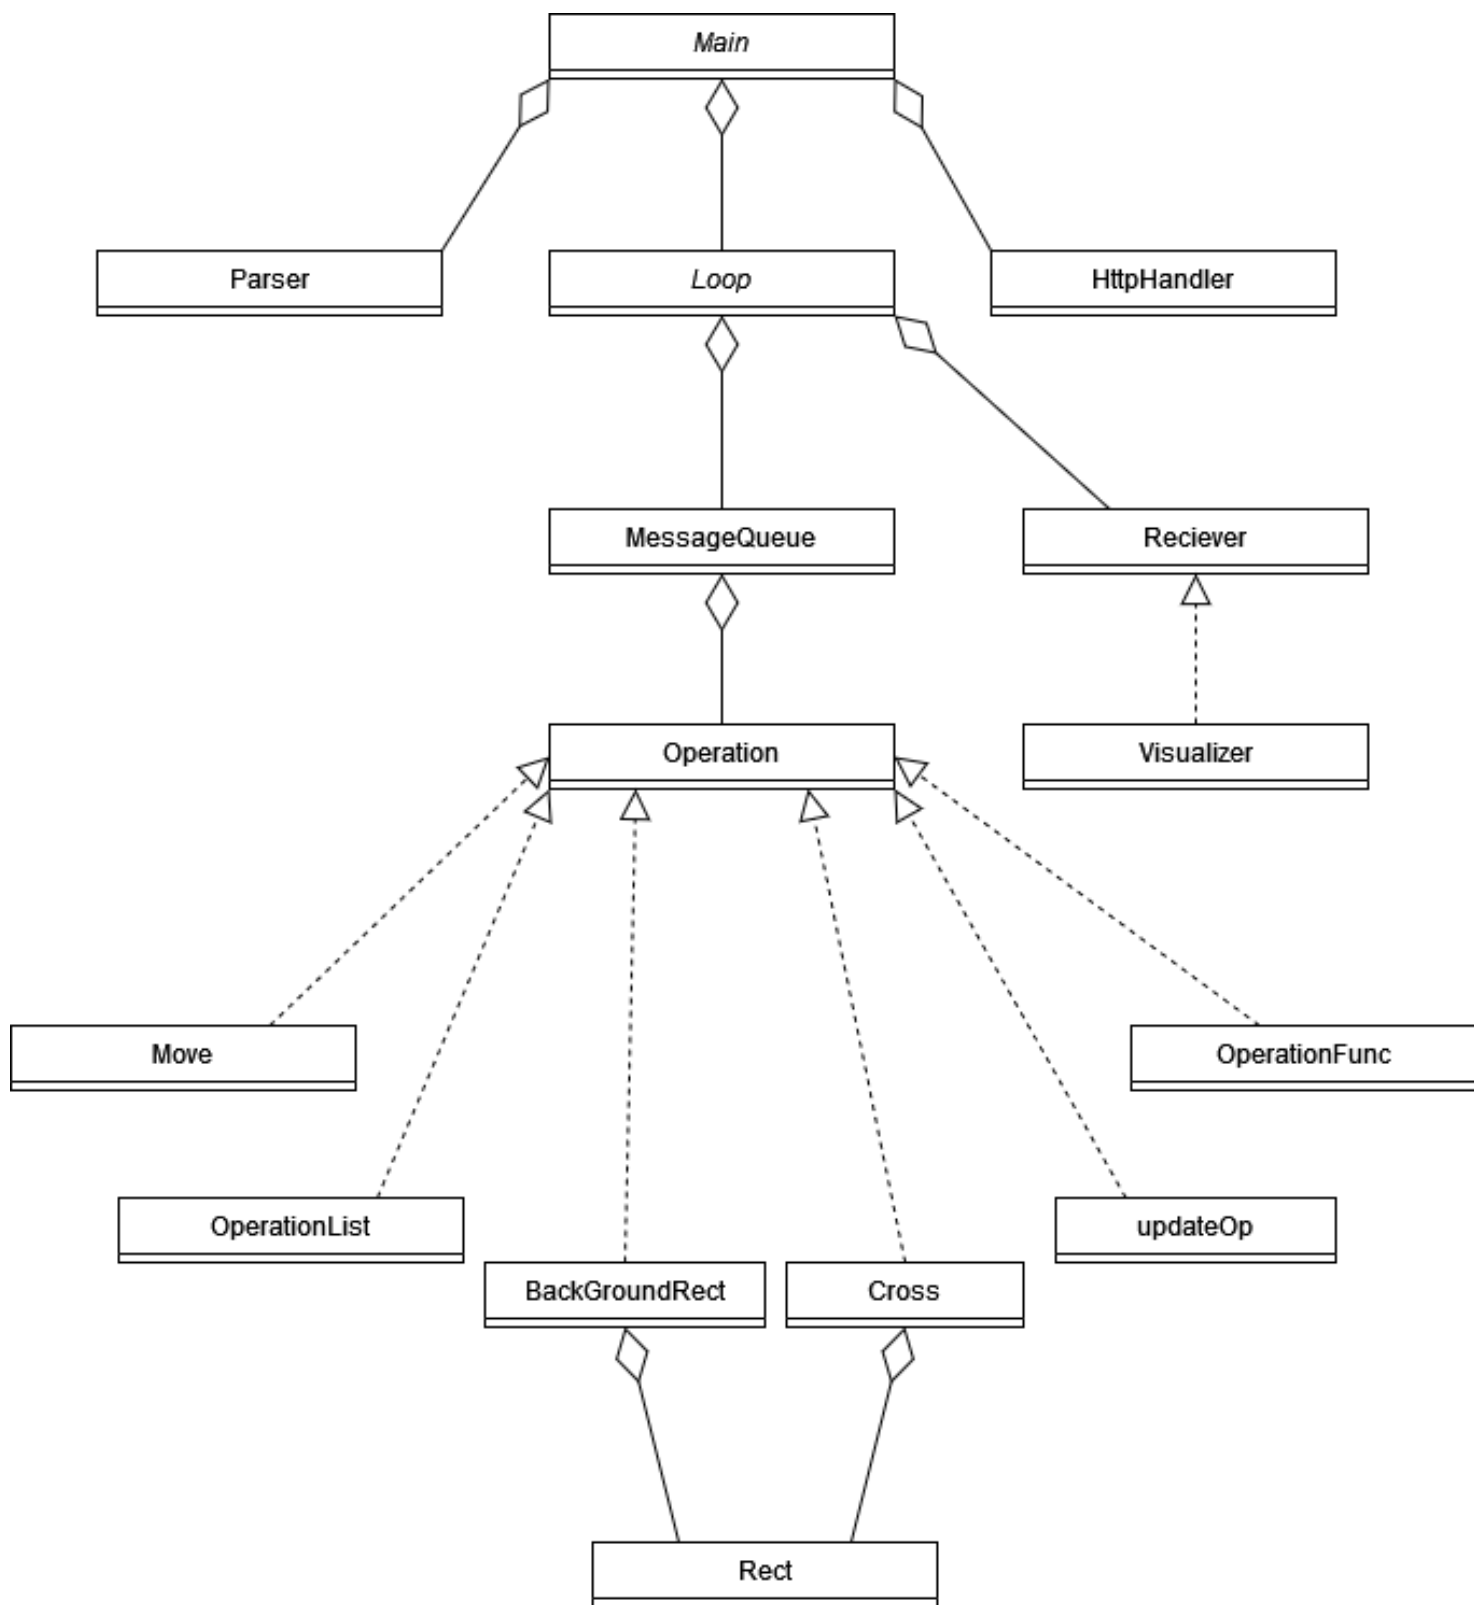 Main
Parser
Loop
HttpHandler
MessageQueue
Reciever
Operation
Visualizer
Move
OperationFunc
OperationList
updateOp
BackGroundRect
Cross
Rect